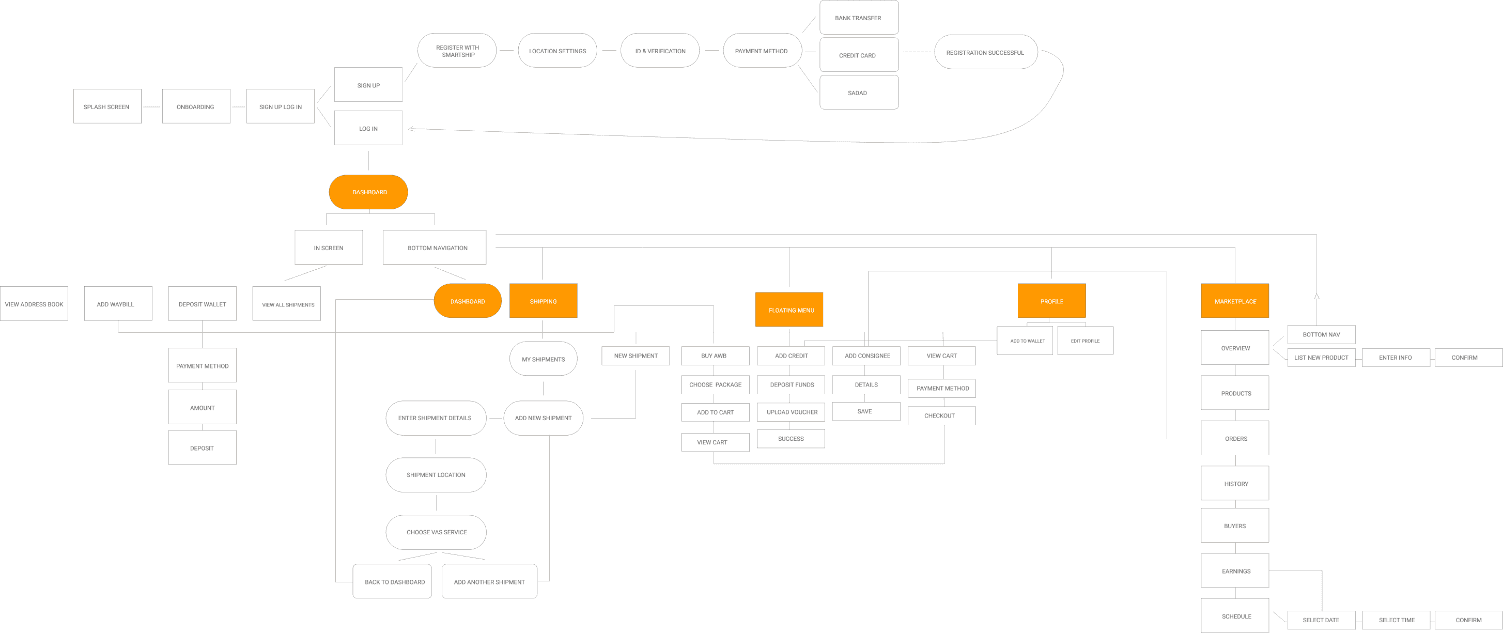 BANK TRANSFER
REGISTER WITH
SMARTSHIP
LOCATION SETTINGS
ID & VERIFICATION
PAYMENT METHOD
CREDIT CARD
REGISTRATION SUCCESSFUL
SADAD
SIGN UP
SPLASH SCREEN
ONBOARDING
SIGN UP LOG IN
LOG IN
DASHBOARD
IN SCREEN
BOTTOM NAVIGATION
VIEW ADDRESS BOOK
ADD WAYBILL
DEPOSIT WALLET
VIEW ALL SHIPMENTS
DASHBOARD
SHIPPING
FLOATING MENU
PROFILE
MARKETPLACE
ADD TO WALLET
EDIT PROFILE
BOTTOM NAV
OVERVIEW
LIST NEW PRODUCT
ENTER INFO
CONFIRM
MY SHIPMENTS
NEW SHIPMENT
BUY AWB
ADD CREDIT
ADD CONSIGNEE
VIEW CART
PAYMENT METHOD
CHOOSE PACKAGE
DEPOSIT FUNDS
DETAILS
PAYMENT METHOD
PRODUCTS
AMOUNT
ENTER SHIPMENT DETAILS
ADD NEW SHIPMENT
ADD TO CART
UPLOAD VOUCHER
SAVE
CHECKOUT
DEPOSIT
VIEW CART
SUCCESS
ORDERS
SHIPMENT LOCATION
HISTORY
CHOOSE VAS SERVICE
BUYERS
BACK TO DASHBOARD
ADD ANOTHER SHIPMENT
EARNINGS
SCHEDULE
SELECT DATE
SELECT TIME
CONFIRM